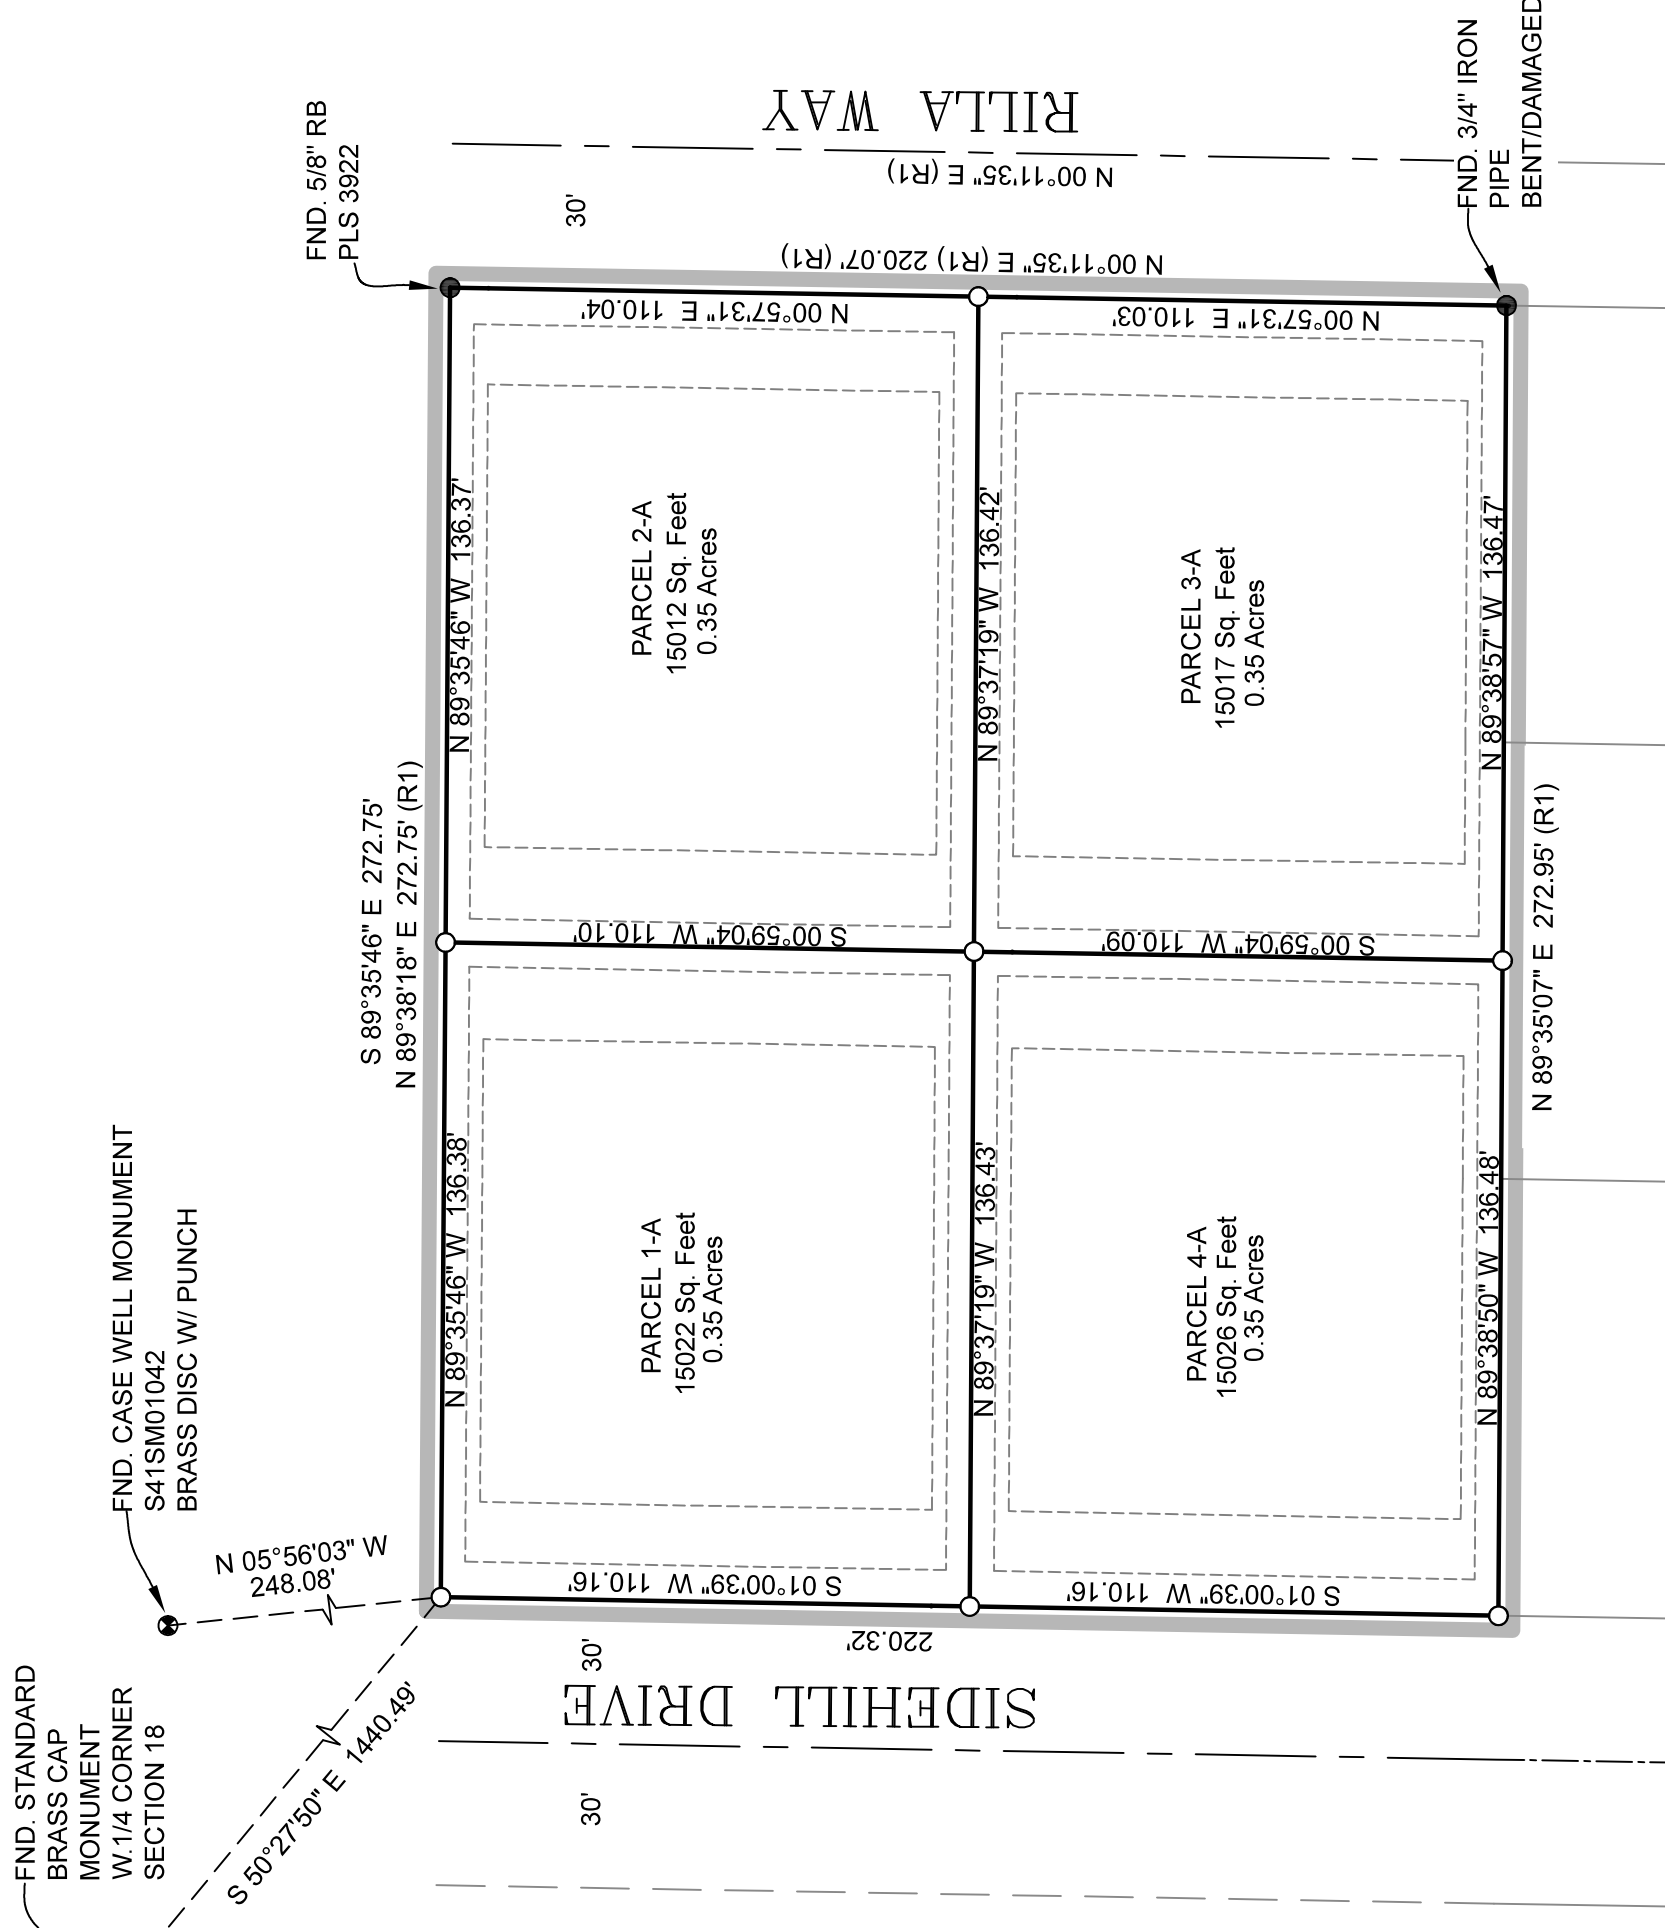 FND. STANDARD
BRASS CAP
MONUMENT
W.1/4 CORNER
SECTION 18
FND. CASE WELL MONUMENT
S41SM01042
BRASS DISC W/ PUNCH
N 05°56'03" W
248.08'
S 50°27'50" E 1440.49'
FND. 5/8" RB
PLS 3922
FND. 3/4" IRON
PIPE
BENT/DAMAGED
RILLA WAY
N 00°11'35" E (R1)
30'
N 00°11'35" E (R1) 220.07' (R1)
N 00°57'31" E 110.04'
N 00°57'31" E 110.03'
S 89°35'46" E 272.75'
N 89°38'18" E 272.75' (R1)
N 89°35'46" W 136.38'
N 89°35'46" W 136.37'
PARCEL 1-A
15022 Sq. Feet
0.35 Acres
PARCEL 2-A
15012 Sq. Feet
0.35 Acres
S 00°59'04" W 110.10'
S 00°59'04" W 110.09'
N 89°37'19" W 136.43'
N 89°37'19" W 136.42'
PARCEL 4-A
15026 Sq. Feet
0.35 Acres
PARCEL 3-A
15017 Sq. Feet
0.35 Acres
N 89°38'50" W 136.48'
N 89°38'57" W 136.47'
N 89°35'07" E 272.95' (R1)
S 01°00'39" W 110.16'
S 01°00'39" W 110.16'
220.32'
30'
SIDEHILL DRIVE
30'